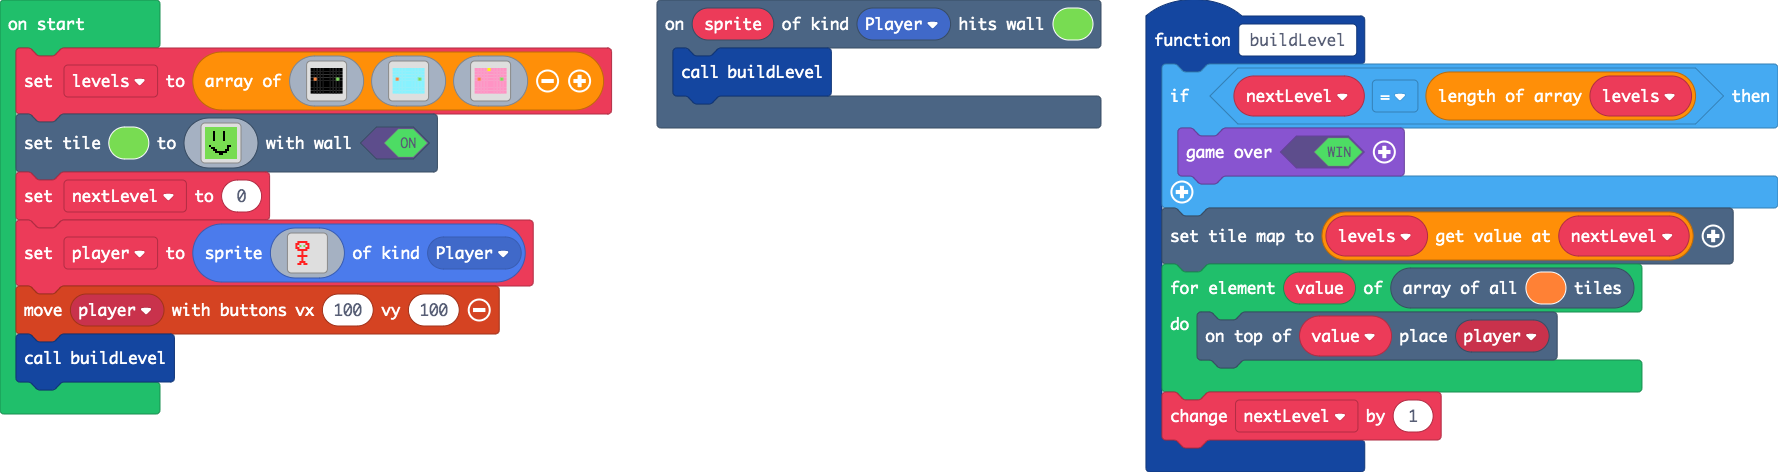 on start
set levels to array of
set tile to with wall ON
set nextLevel to 0
set player to sprite of kind Player
move player with buttons vx 100 vy 100
call buildLevel
on sprite of kind Player hits wall
call buildLevel
function buildLevel
if nextLevel = length of array levels then
game over WIN
set tile map to levels get value at nextLevel
for element value of array of all tiles
do on top of value place player
change nextLevel by 1